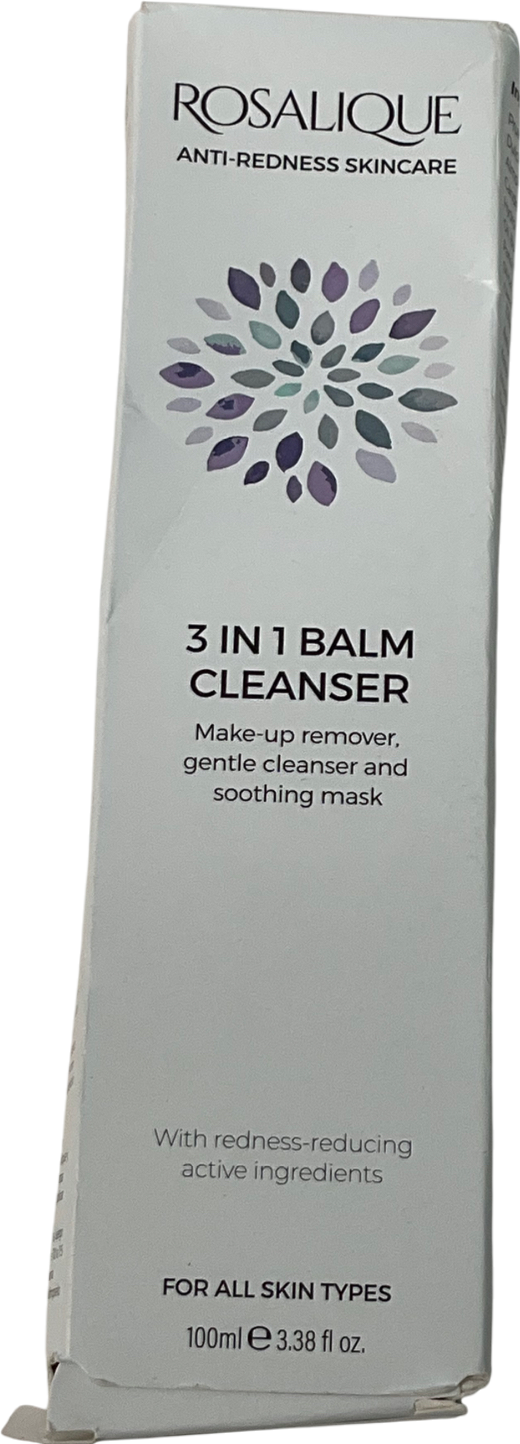 ROSALIQUE
ANTI-REDNESS SKINCARE
3 IN 1 BALM
CLEANSER
Make-up remover,
gentle cleanser and
soothing mask
With redness-reducing
active ingredients
FOR ALL SKIN TYPES
100ml ℮ 3.38 fl oz.